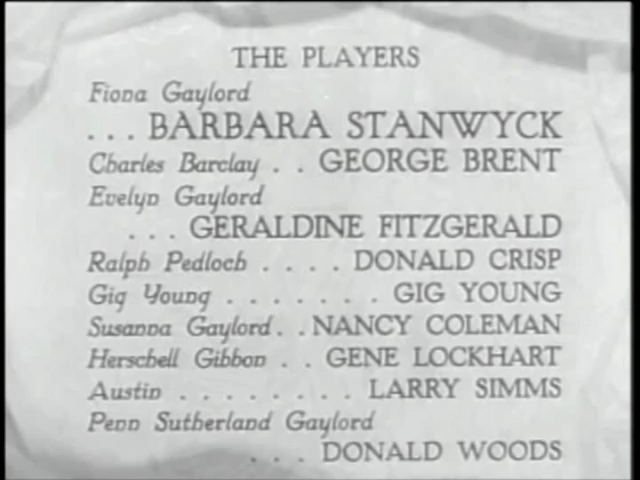 THE PLAYERS
Fiona Gaylord
. . . BARBARA STANWYCK
Charles Barclay . . GEORGE BRENT
Evelyn Gaylord
. . . GERALDINE FITZGERALD
Ralph Pedloch . . . . DONALD CRISP
Gig Young . . . . . . . GIG YOUNG
Susanna Gaylord . . NANCY COLEMAN
Herschell Gibbon . . GENE LOCKHART
Austin . . . . . . . . LARRY SIMMS
Penn Sutherland Gaylord
. . . DONALD WOODS